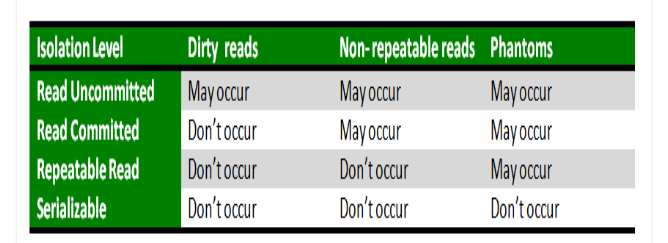 Isolation Level Dirty reads Non-repeatable reads Phantoms
Read Uncommitted May occur May occur May occur
Read Committed Don't occur May occur May occur
Repeatable Read Don't occur Don't occur May occur
Serializable Don't occur Don't occur Don't occur